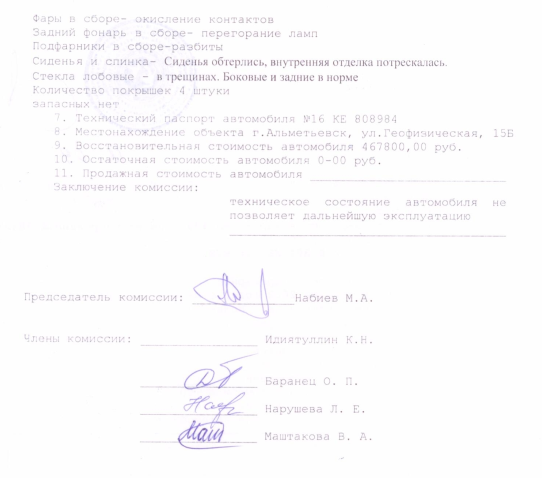 Фары в сборе- окисление контактов
Задний фонарь в сборе- перегорание ламп
Подфарники в сборе-разбиты
Сиденья и спинка- Сиденья обтерлись, внутренняя отделка потрескалась.
Стекла лобовые – в трещинах. Боковые и задние в норме
Количество покрышек 4 штуки
запасных нет
7. Технический паспорт автомобиля №16 КЕ 808984
8. Местонахождение объекта г.Альметьевск, ул.Геофизическая, 15Б
9. Восстановительная стоимость автомобиля 467800,00 руб.
10. Остаточная стоимость автомобиля 0-00 руб.
11. Продажная стоимость автомобиля
Заключение комиссии:
техническое состояние автомобиля не
позволяет дальнейшую эксплуатацию
Председатель комиссии: Набиев М.А.
Члены комиссии: Идиятуллин К.Н.
Баранец О. П.
Нарушева Л. Е.
Маштакова В. А.